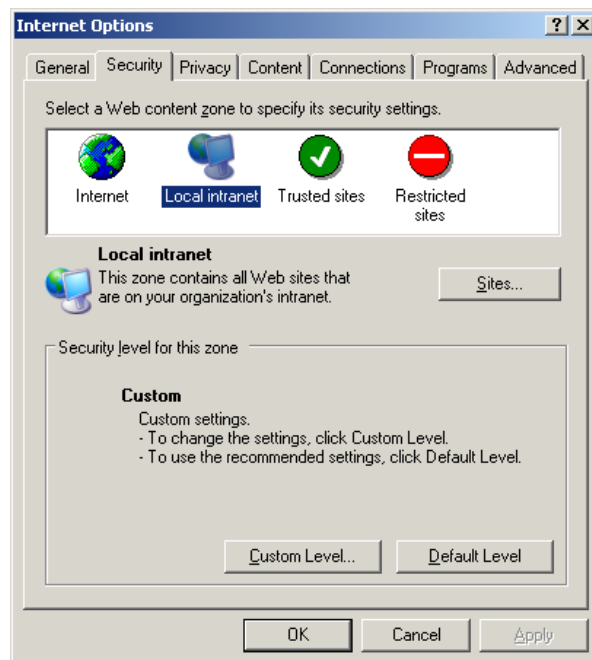 Internet Options
General Security Privacy Content Connections Programs Advanced
Select a Web content zone to specify its security settings.
Internet Local intranet Trusted sites Restricted
sites
Local intranet
This zone contains all Web sites that
are on your organization's intranet.
Sites...
Security level for this zone
Custom
Custom settings.
- To change the settings, click Custom Level.
- To use the recommended settings, click Default Level.
Custom Level... Default Level
OK Cancel Apply